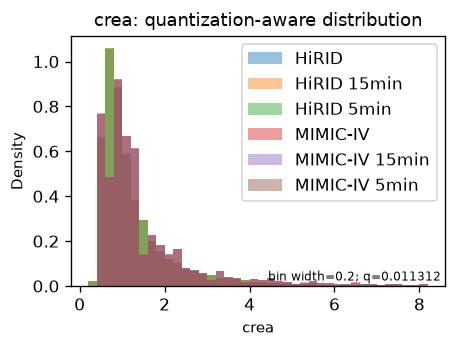 crea: quantization-aware distribution
Density
1.0
0.8
0.6
0.4
0.2
0.0
HiRID
HiRID 15min
HiRID 5min
MIMIC-IV
MIMIC-IV 15min
MIMIC-IV 5min
bin width=0.2; q=0.011312
0 2 4 6 8
crea